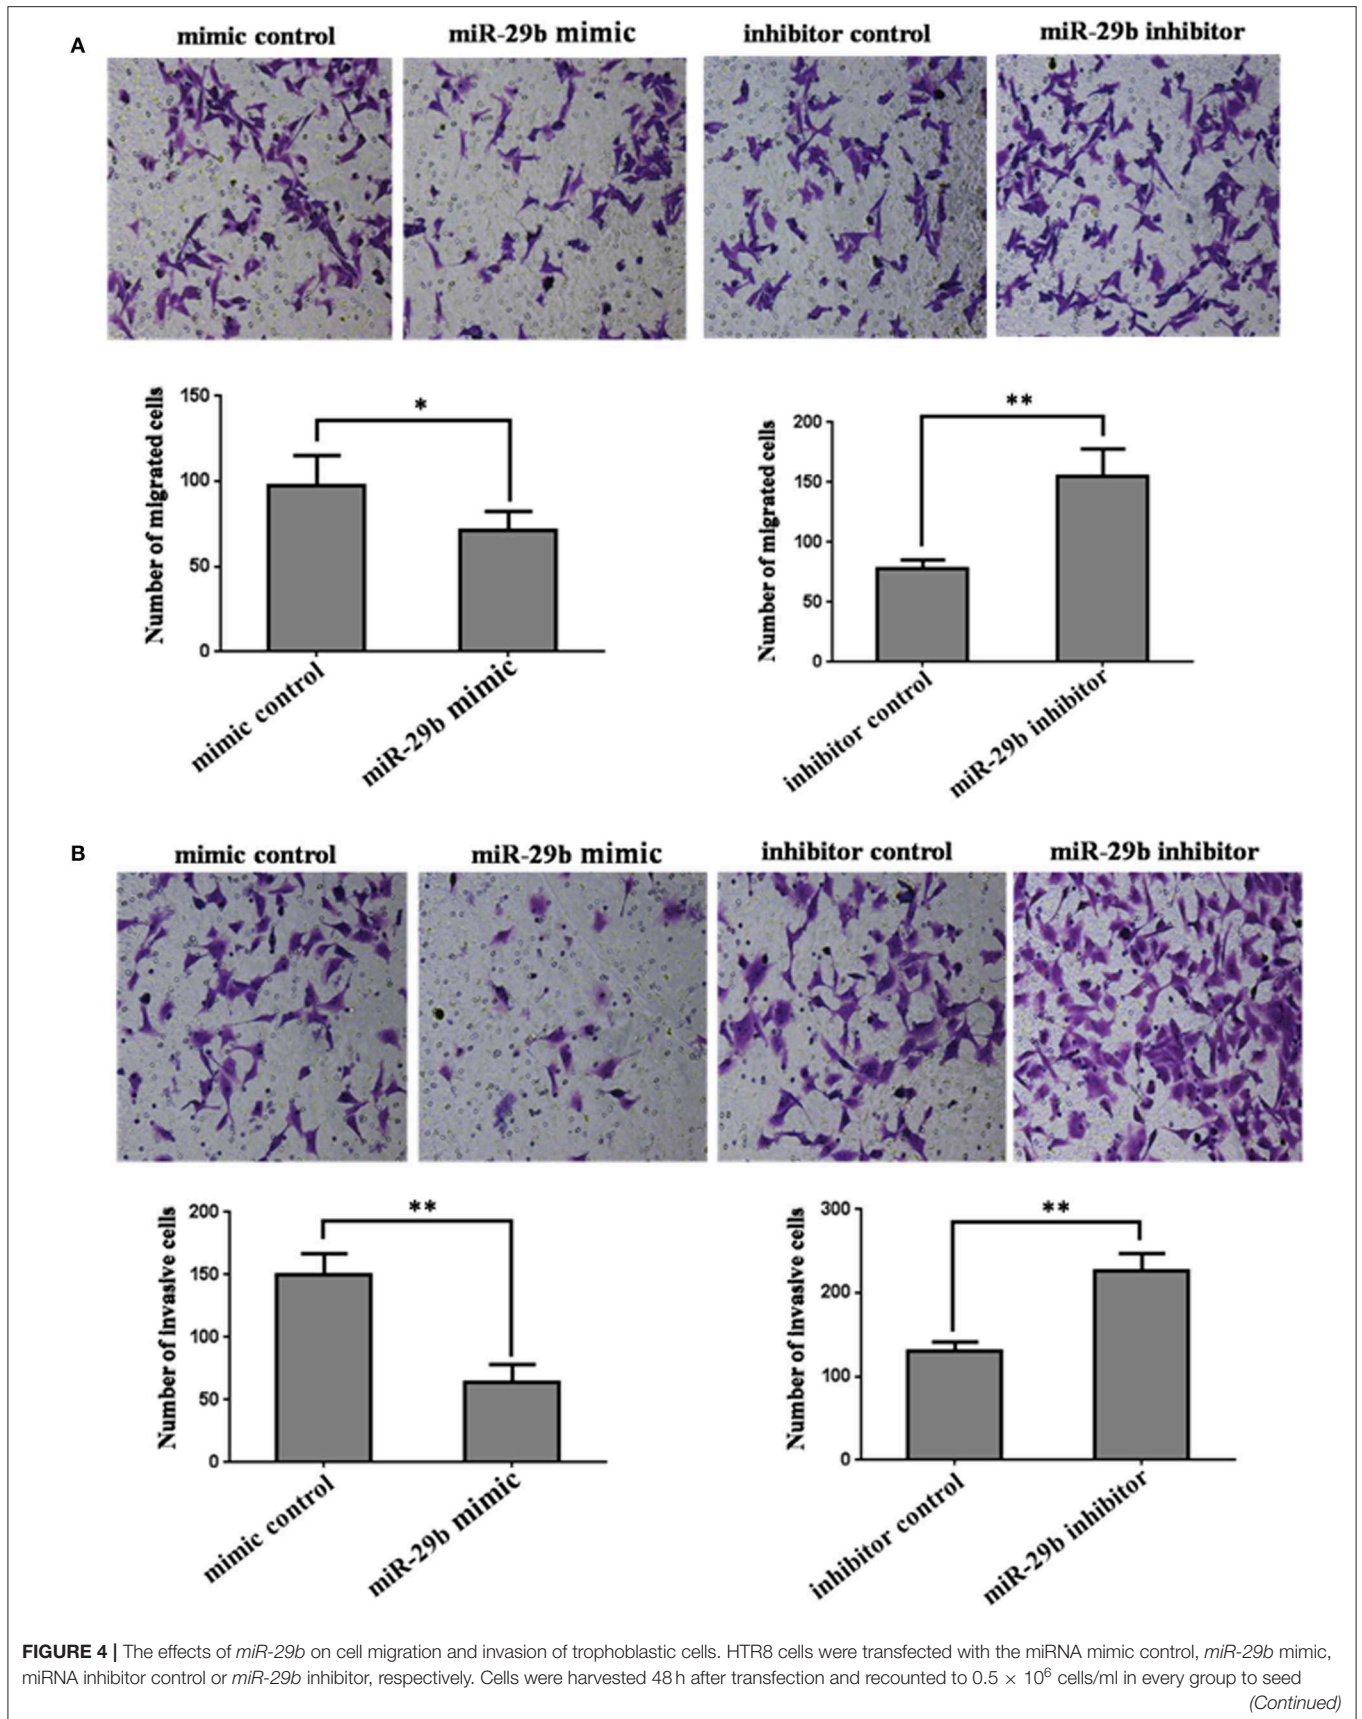 A
mimic control miR-29b mimic inhibitor control miR-29b inhibitor
Number of migrated cells
150
100
50
0
*
mimic control
miR-29b mimic
Number of migrated cells
200
150
100
50
0
**
inhibitor control
miR-29b inhibitor
B
mimic control miR-29b mimic inhibitor control miR-29b inhibitor
Number of invasive cells
200
150
100
50
0
**
mimic control
miR-29b mimic
Number of invasive cells
300
200
100
0
**
inhibitor control
miR-29b inhibitor
FIGURE 4 | The effects of miR-29b on cell migration and invasion of trophoblastic cells. HTR8 cells were transfected with the miRNA mimic control, miR-29b mimic,
miRNA inhibitor control or miR-29b inhibitor, respectively. Cells were harvested 48 h after transfection and recounted to 0.5 × 10⁶ cells/ml in every group to seed
(Continued)